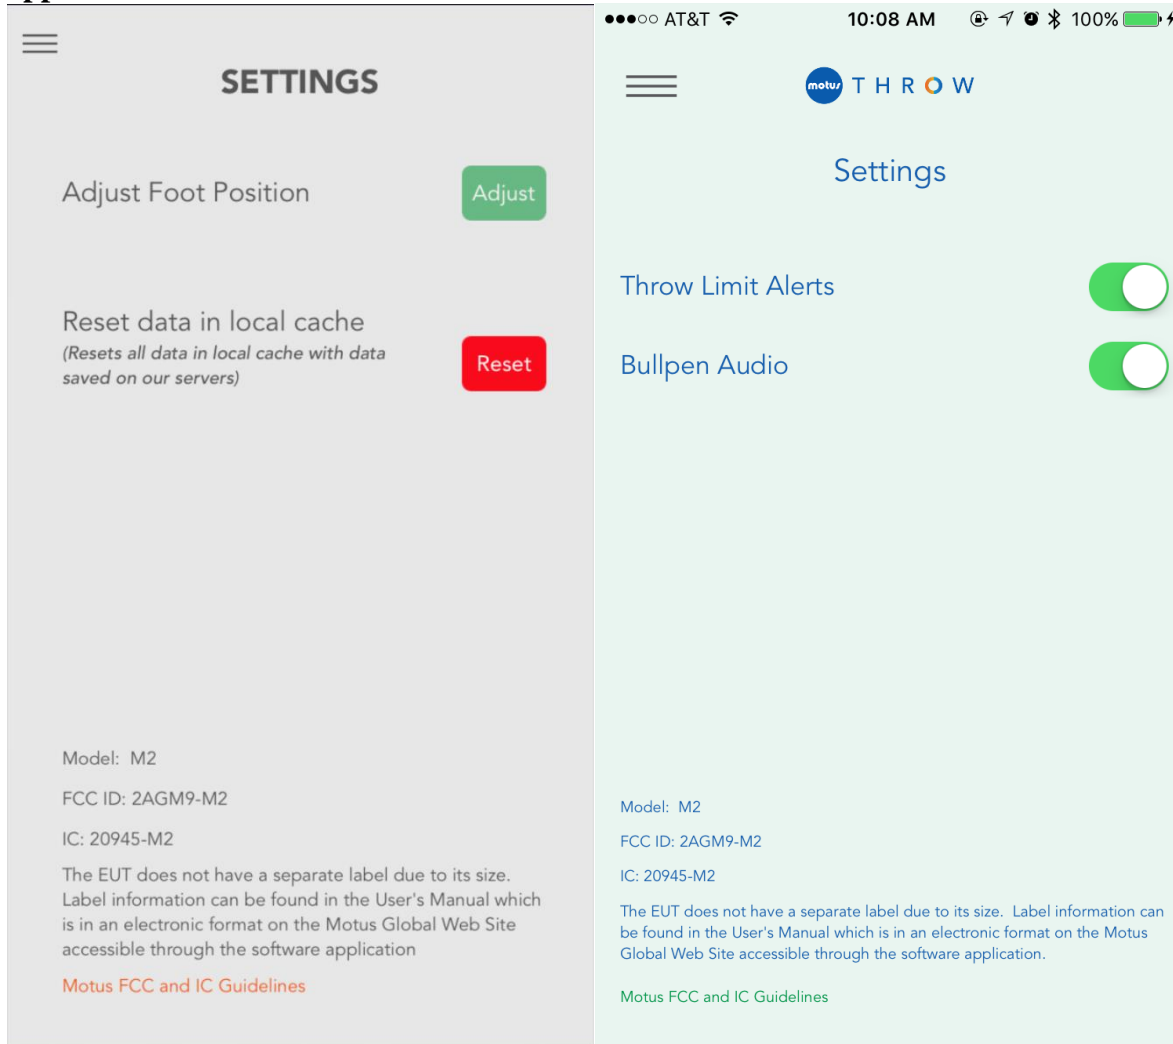 SETTINGS
Adjust Foot Position
Adjust
Reset data in local cache
(Resets all data in local cache with data
saved on our servers)
Reset
Model: M2
FCC ID: 2AGM9-M2
IC: 20945-M2
The EUT does not have a separate label due to its size.
Label information can be found in the User's Manual which
is in an electronic format on the Motus Global Web Site
accessible through the software application
Motus FCC and IC Guidelines
AT&T
10:08 AM
100%
motus THROW
Settings
Throw Limit Alerts
Bullpen Audio
Model: M2
FCC ID: 2AGM9-M2
IC: 20945-M2
The EUT does not have a separate label due to its size. Label information can
be found in the User's Manual which is in an electronic format on the Motus
Global Web Site accessible through the software application.
Motus FCC and IC Guidelines